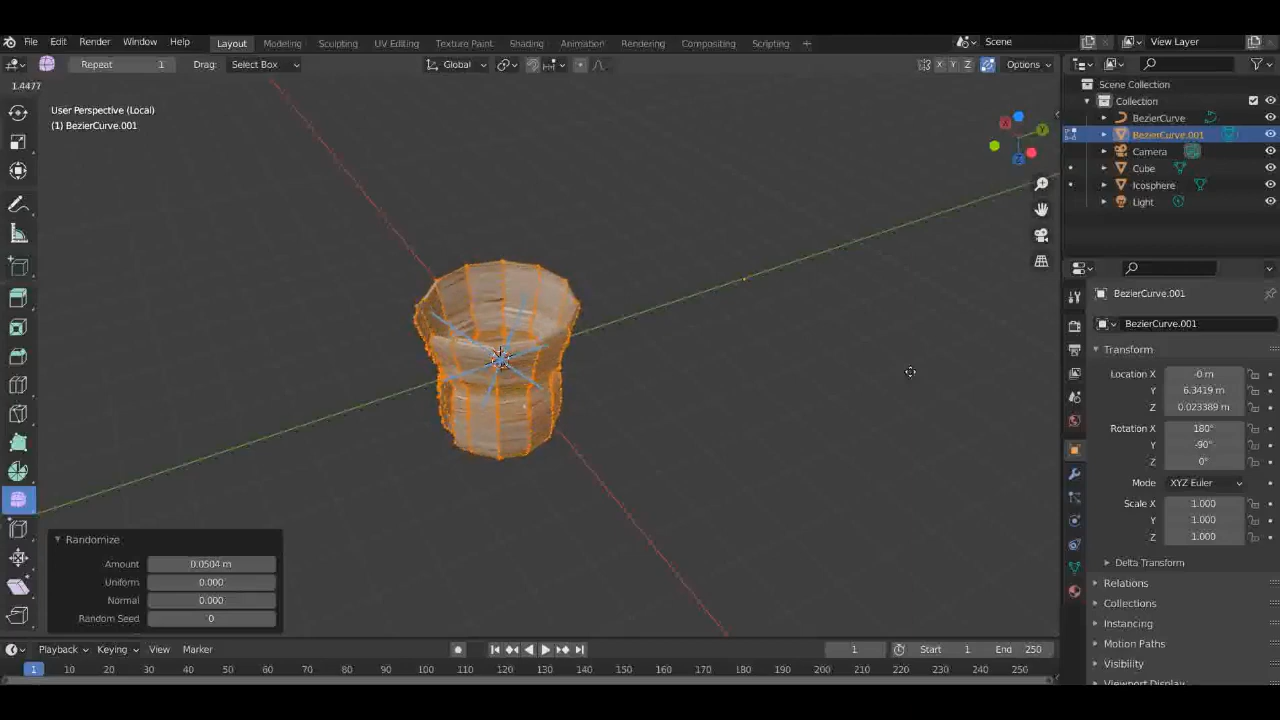 File Edit Render Window Help Layout Modeling Sculpting UV Editing Texture Paint Shading Animation Rendering Compositing Scripting + Scene View Layer
Repeat 1 Drag: Select Box Global X Y Z Options
1.4477
User Perspective (Local)
(1) BezierCurve.001
Scene Collection
Collection
BezierCurve
BezierCurve.001
Camera
Cube
Icosphere
Light
BezierCurve.001
BezierCurve.001
Transform
Location X -0 m
Y 6.3419 m
Z 0.023389 m
Rotation X 180°
Y -90°
Z 0°
Mode XYZ Euler
Scale X 1.000
Y 1.000
Z 1.000
Delta Transform
Relations
Collections
Instancing
Motion Paths
Visibility
Viewport Display
Randomize
Amount 0.0504 m
Uniform 0.000
Normal 0.000
Random Seed 0
Playback Keying View Marker 1 Start 1 End 250
1 10 20 30 40 50 60 70 80 90 100 110 120 130 140 150 160 170 180 190 200 210 220 230 240 250